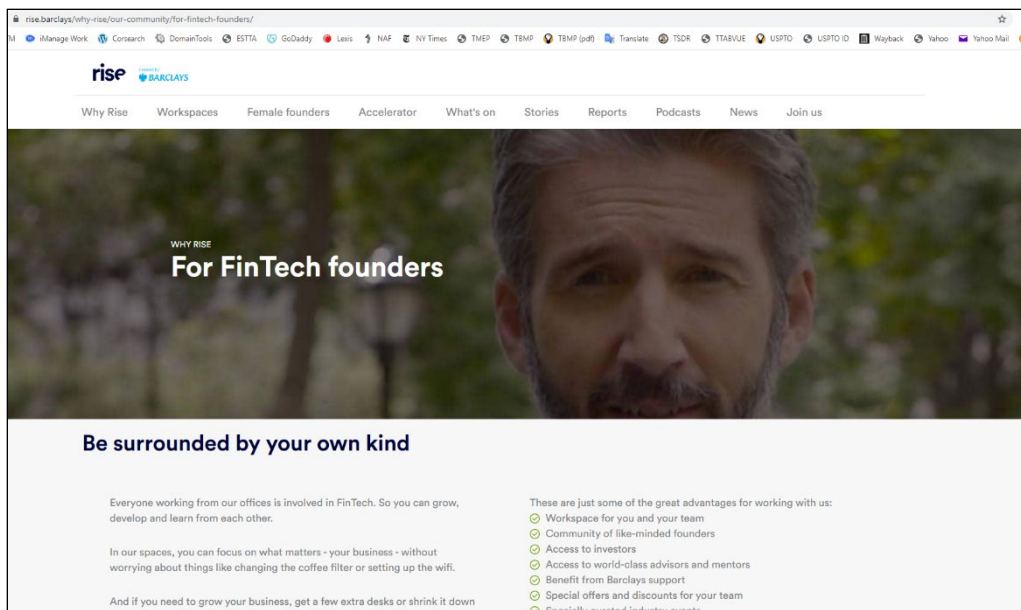 rise.barclays/why-rise/our-community/for-fintech-founders/
iManage Work Corsearch DomainTools ESTTA GoDaddy Lexis NAF NY Times TMEP TBMP TBMP (pdf) Translate TSDR TTABVUE USPTO USPTO ID Wayback Yahoo Yahoo Mail
rise BARCLAYS
Why Rise Workspaces Female founders Accelerator What's on Stories Reports Podcasts News Join us
WHY RISE
For FinTech founders
Be surrounded by your own kind
Everyone working from our offices is involved in FinTech. So you can grow,
develop and learn from each other.
In our spaces, you can focus on what matters - your business - without
worrying about things like changing the coffee filter or setting up the wifi.
And if you need to grow your business, get a few extra desks or shrink it down
These are just some of the great advantages for working with us:
Workspace for you and your team
Community of like-minded founders
Access to investors
Access to world-class advisors and mentors
Benefit from Barclays support
Special offers and discounts for your team
Specially curated industry events